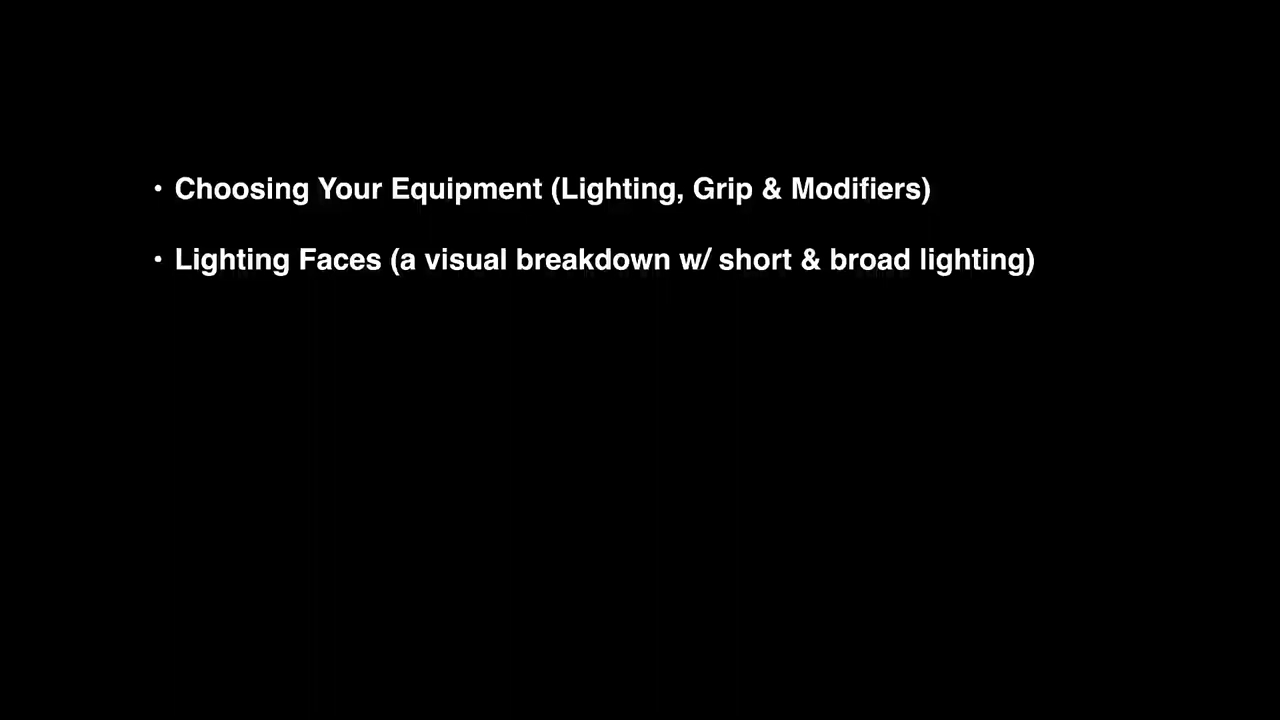 • Choosing Your Equipment (Lighting, Grip & Modifiers)
• Lighting Faces (a visual breakdown w/ short & broad lighting)